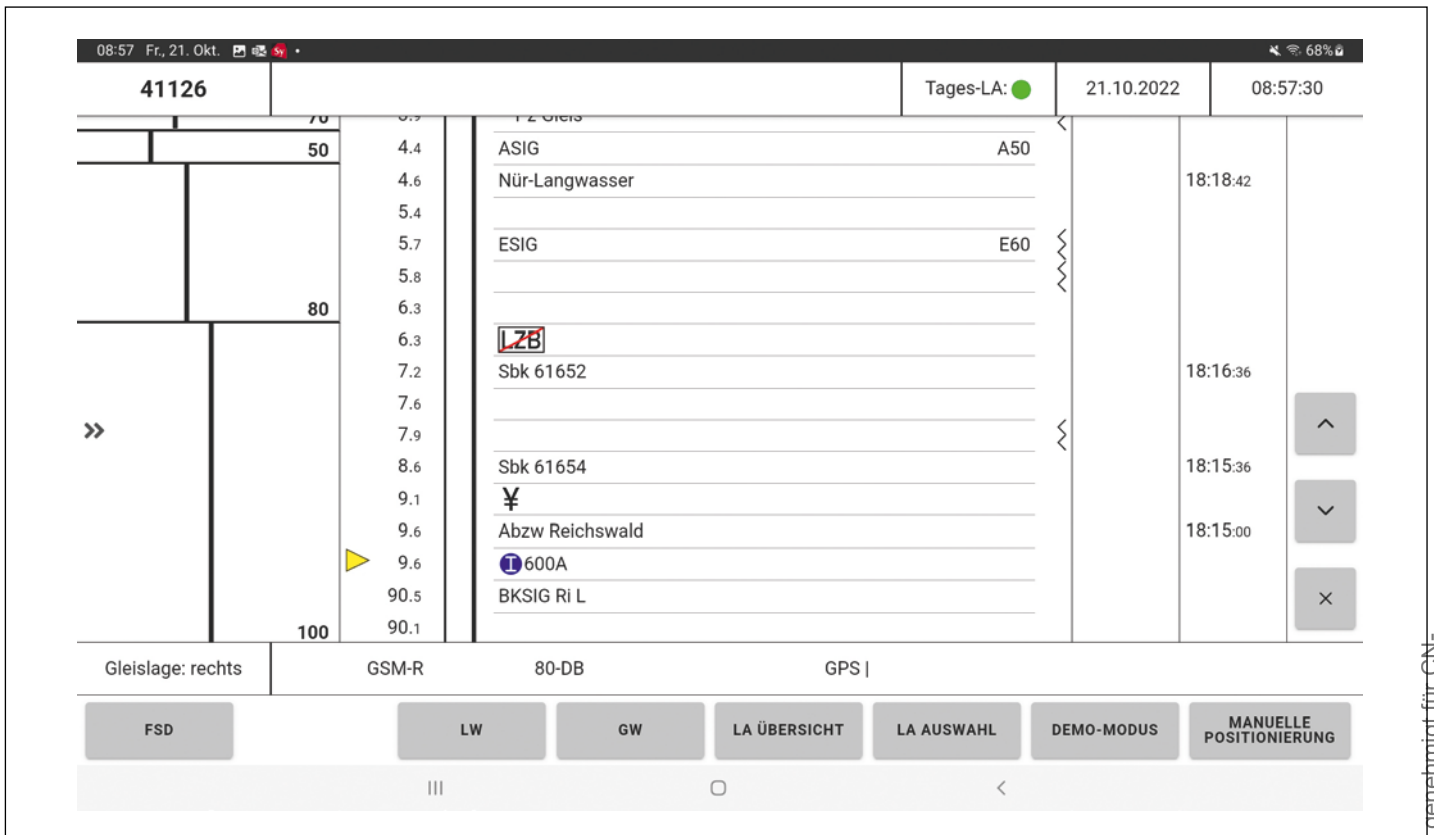 08:57 Fr., 21. Okt. Sy 68%
41126 Tages-LA: 21.10.2022 08:57:30
70
50 4.4 ASIG A50
4.6 Nür-Langwasser 18:18:42
5.4
5.7 ESIG E60
5.8
80 6.3
6.3 LZB
7.2 Sbk 61652 18:16:36
7.6
7.9
8.6 Sbk 61654 18:15:36
9.1 ¥
9.6 Abzw Reichswald 18:15:00
9.6 I 600A
90.5 BKSIG Ri L
100 90.1
Gleislage: rechts GSM-R 80-DB GPS |
FSD LW GW LA ÜBERSICHT LA AUSWAHL DEMO-MODUS MANUELLE
POSITIONIERUNG
genehmigt für CN-